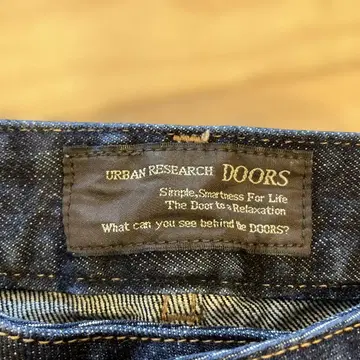 URBAN RESEARCH DOORS
Simple, Smartness For Life
The Door to a Relaxation
What can you see behind the DOORS?